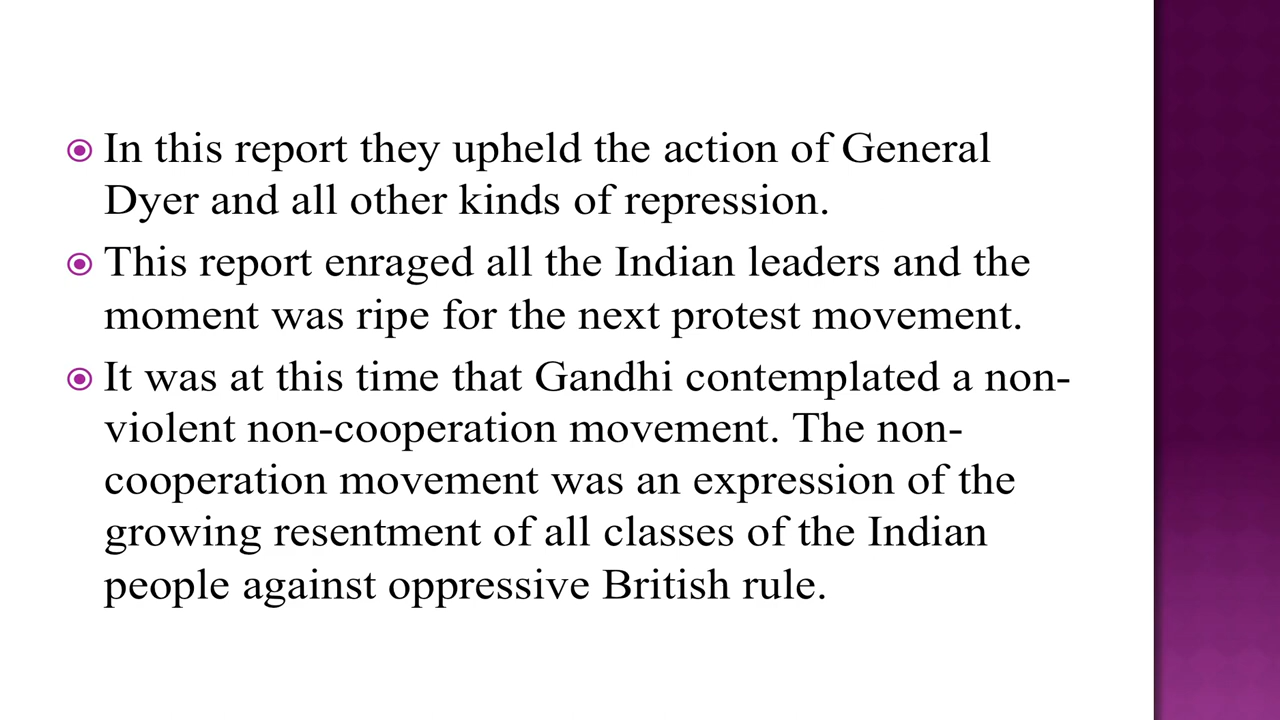 In this report they upheld the action of General
Dyer and all other kinds of repression.
This report enraged all the Indian leaders and the
moment was ripe for the next protest movement.
It was at this time that Gandhi contemplated a non-
violent non-cooperation movement. The non-
cooperation movement was an expression of the
growing resentment of all classes of the Indian
people against oppressive British rule.